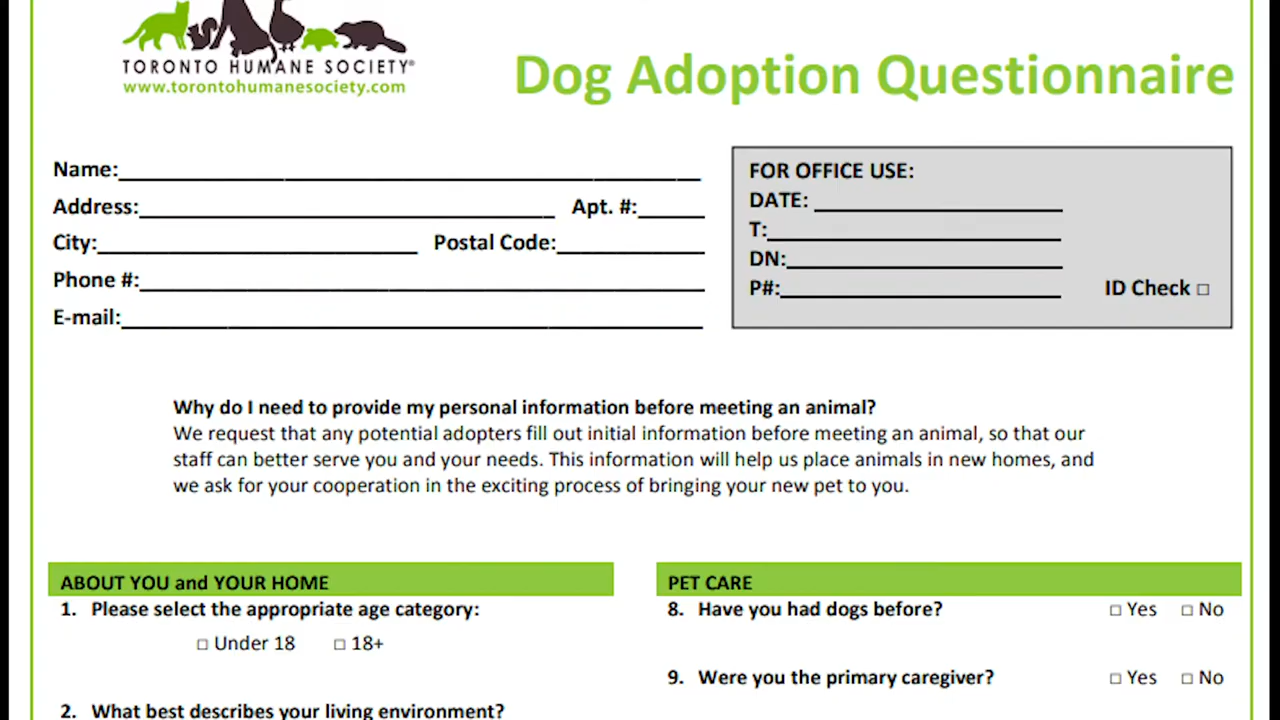 TORONTO HUMANE SOCIETY®
www.torontohumanesociety.com
Dog Adoption Questionnaire
Name:
Address: Apt. #:
City: Postal Code:
Phone #:
E-mail:
FOR OFFICE USE:
DATE:
T:
DN:
P#: ID Check □
Why do I need to provide my personal information before meeting an animal?
We request that any potential adopters fill out initial information before meeting an animal, so that our
staff can better serve you and your needs. This information will help us place animals in new homes, and
we ask for your cooperation in the exciting process of bringing your new pet to you.
ABOUT YOU and YOUR HOME
1. Please select the appropriate age category:
□ Under 18 □ 18+
2. What best describes your living environment?
PET CARE
8. Have you had dogs before? □ Yes □ No
9. Were you the primary caregiver? □ Yes □ No